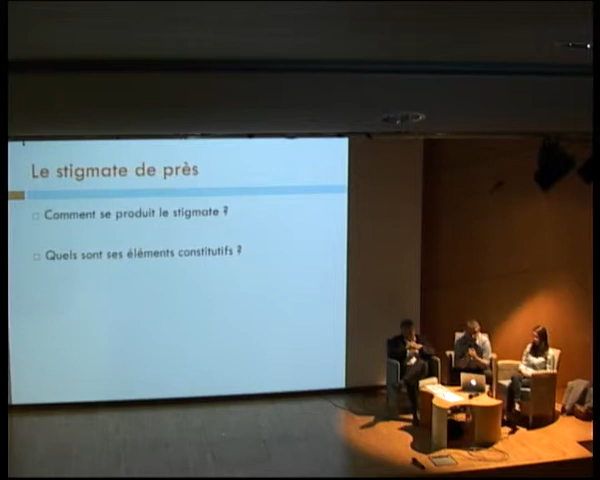 Le stigmate de près
Comment se produit le stigmate ?
Quels sont ses éléments constitutifs ?